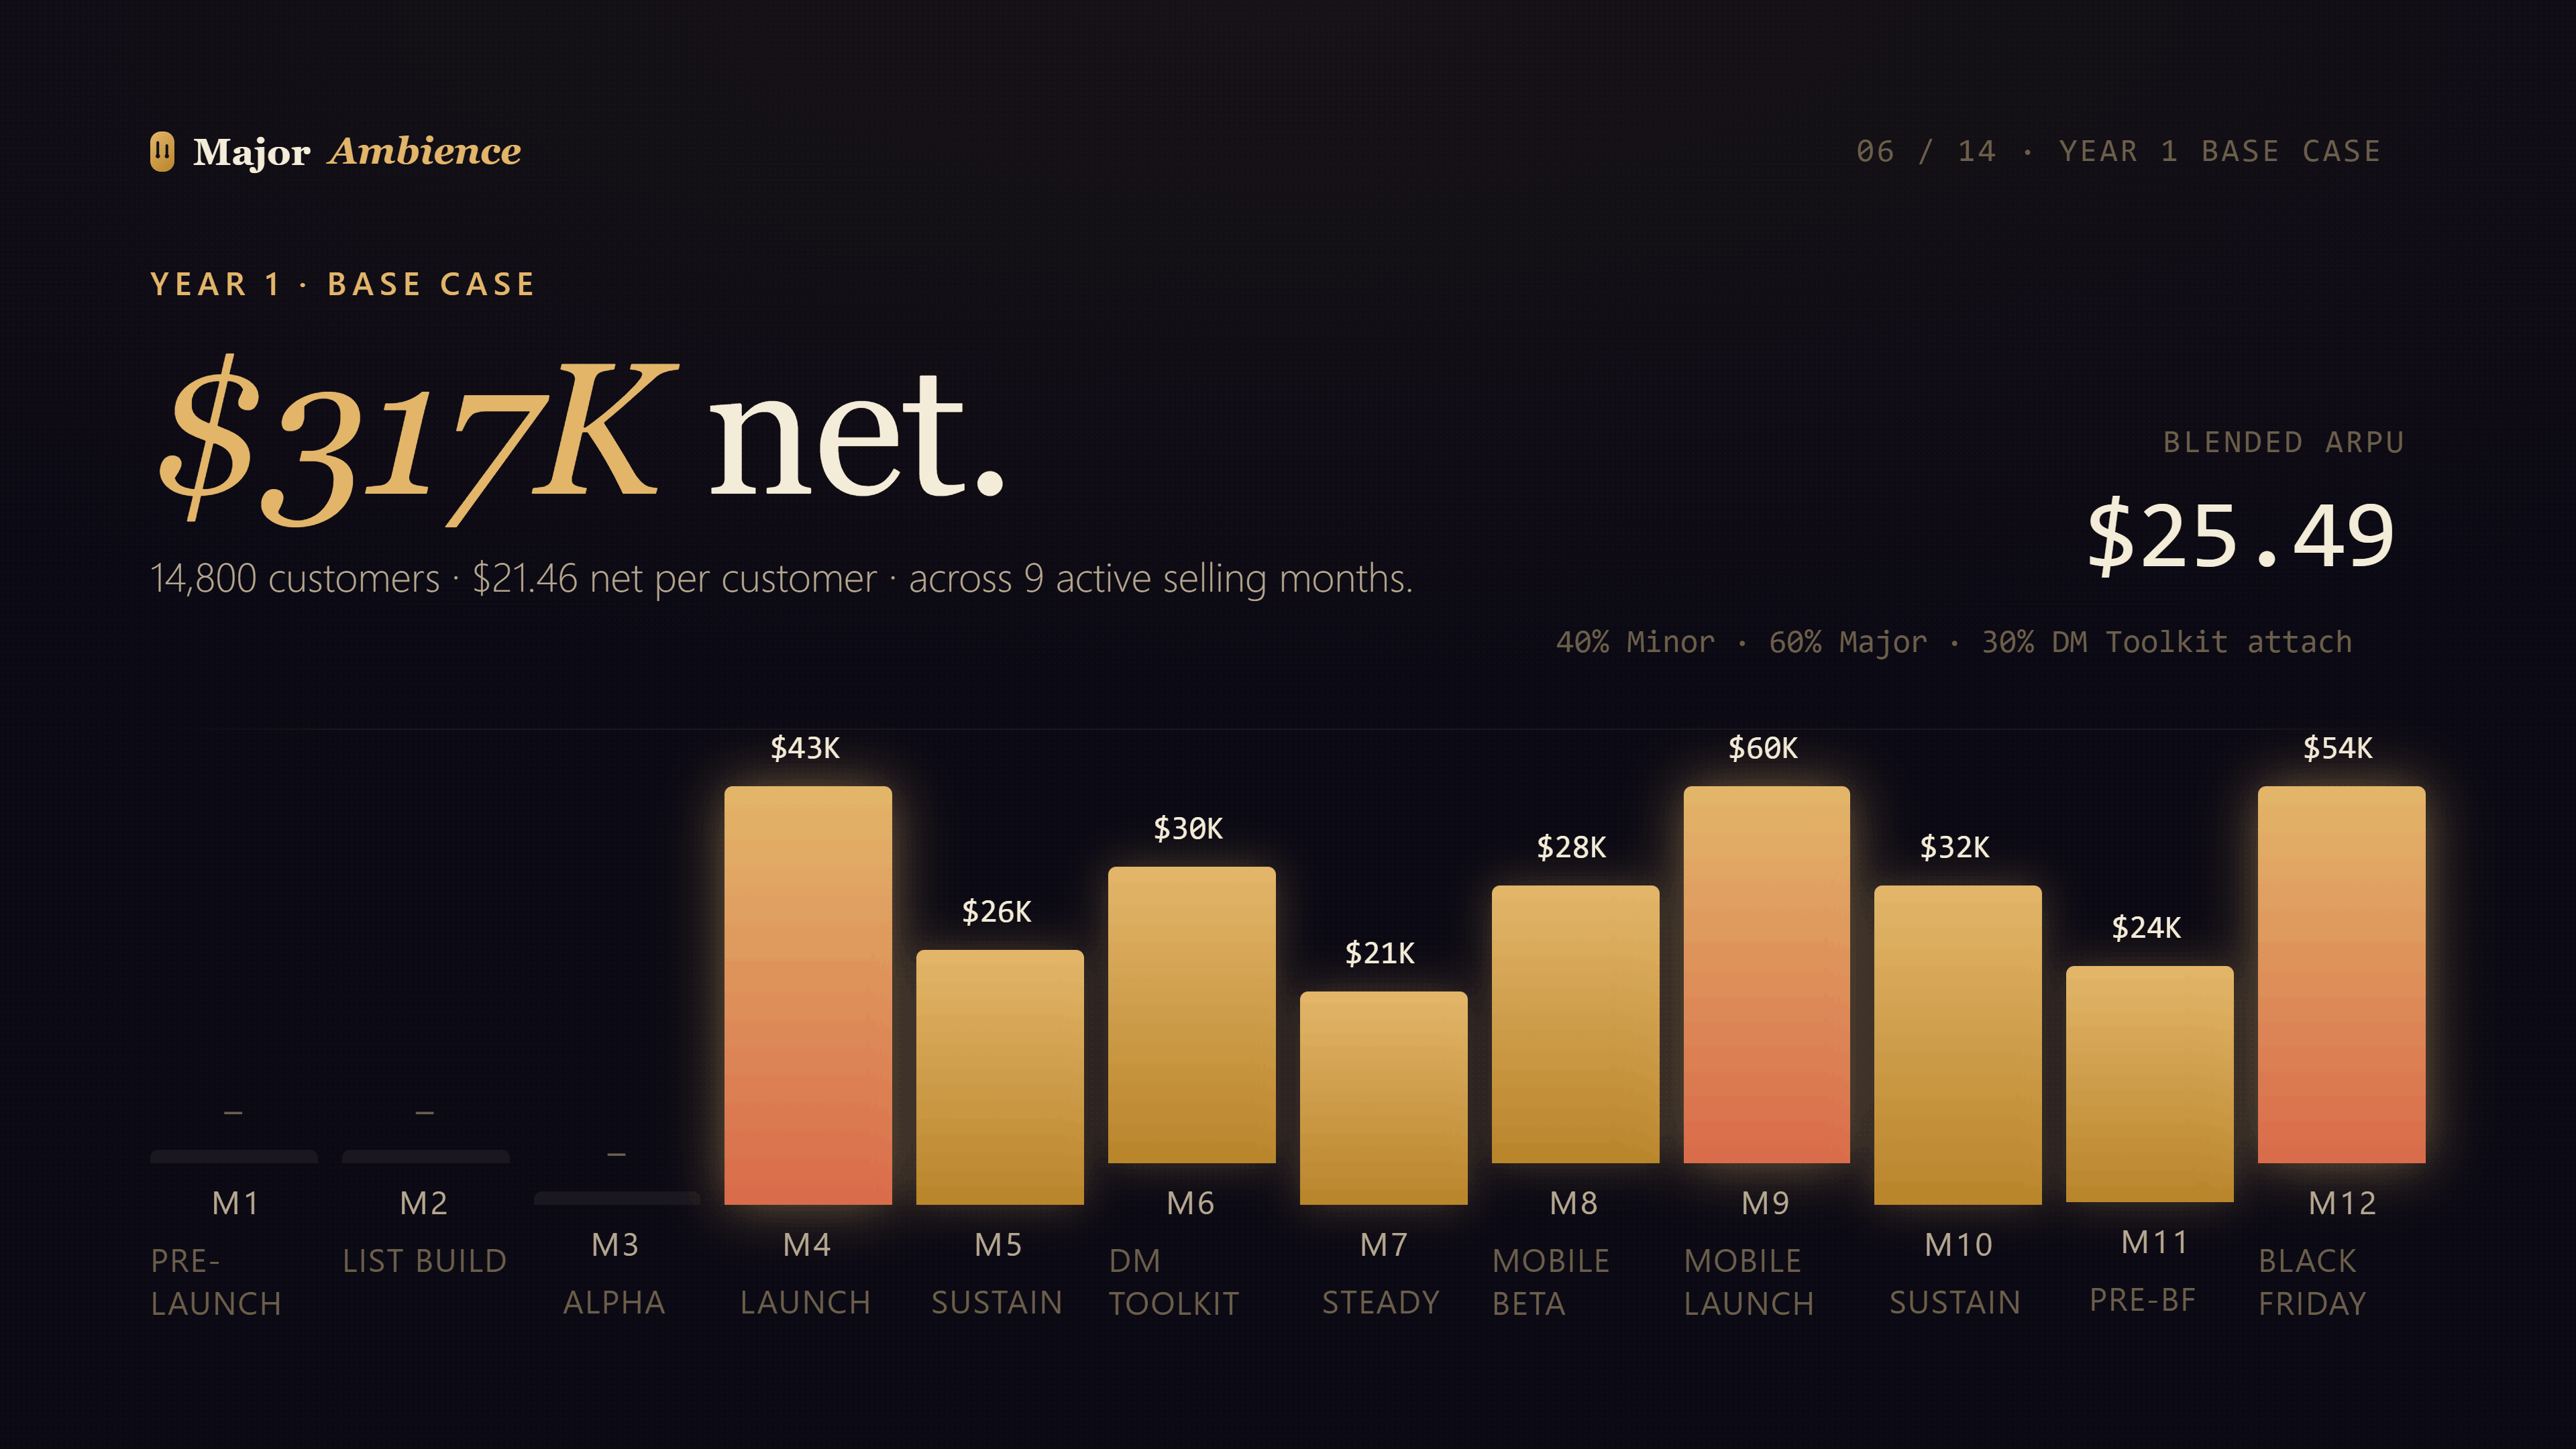 Major Ambience
06 / 14 · YEAR 1 BASE CASE
YEAR 1 · BASE CASE
$317K net.
14,800 customers · $21.46 net per customer · across 9 active selling months.
BLENDED ARPU
$25.49
40% Minor · 60% Major · 30% DM Toolkit attach
–
M1
PRE-
LAUNCH
–
M2
LIST BUILD
–
M3
ALPHA
$43K
M4
LAUNCH
$26K
M5
SUSTAIN
$30K
M6
DM
TOOLKIT
$21K
M7
STEADY
$28K
M8
MOBILE
BETA
$60K
M9
MOBILE
LAUNCH
$32K
M10
SUSTAIN
$24K
M11
PRE-BF
$54K
M12
BLACK
FRIDAY